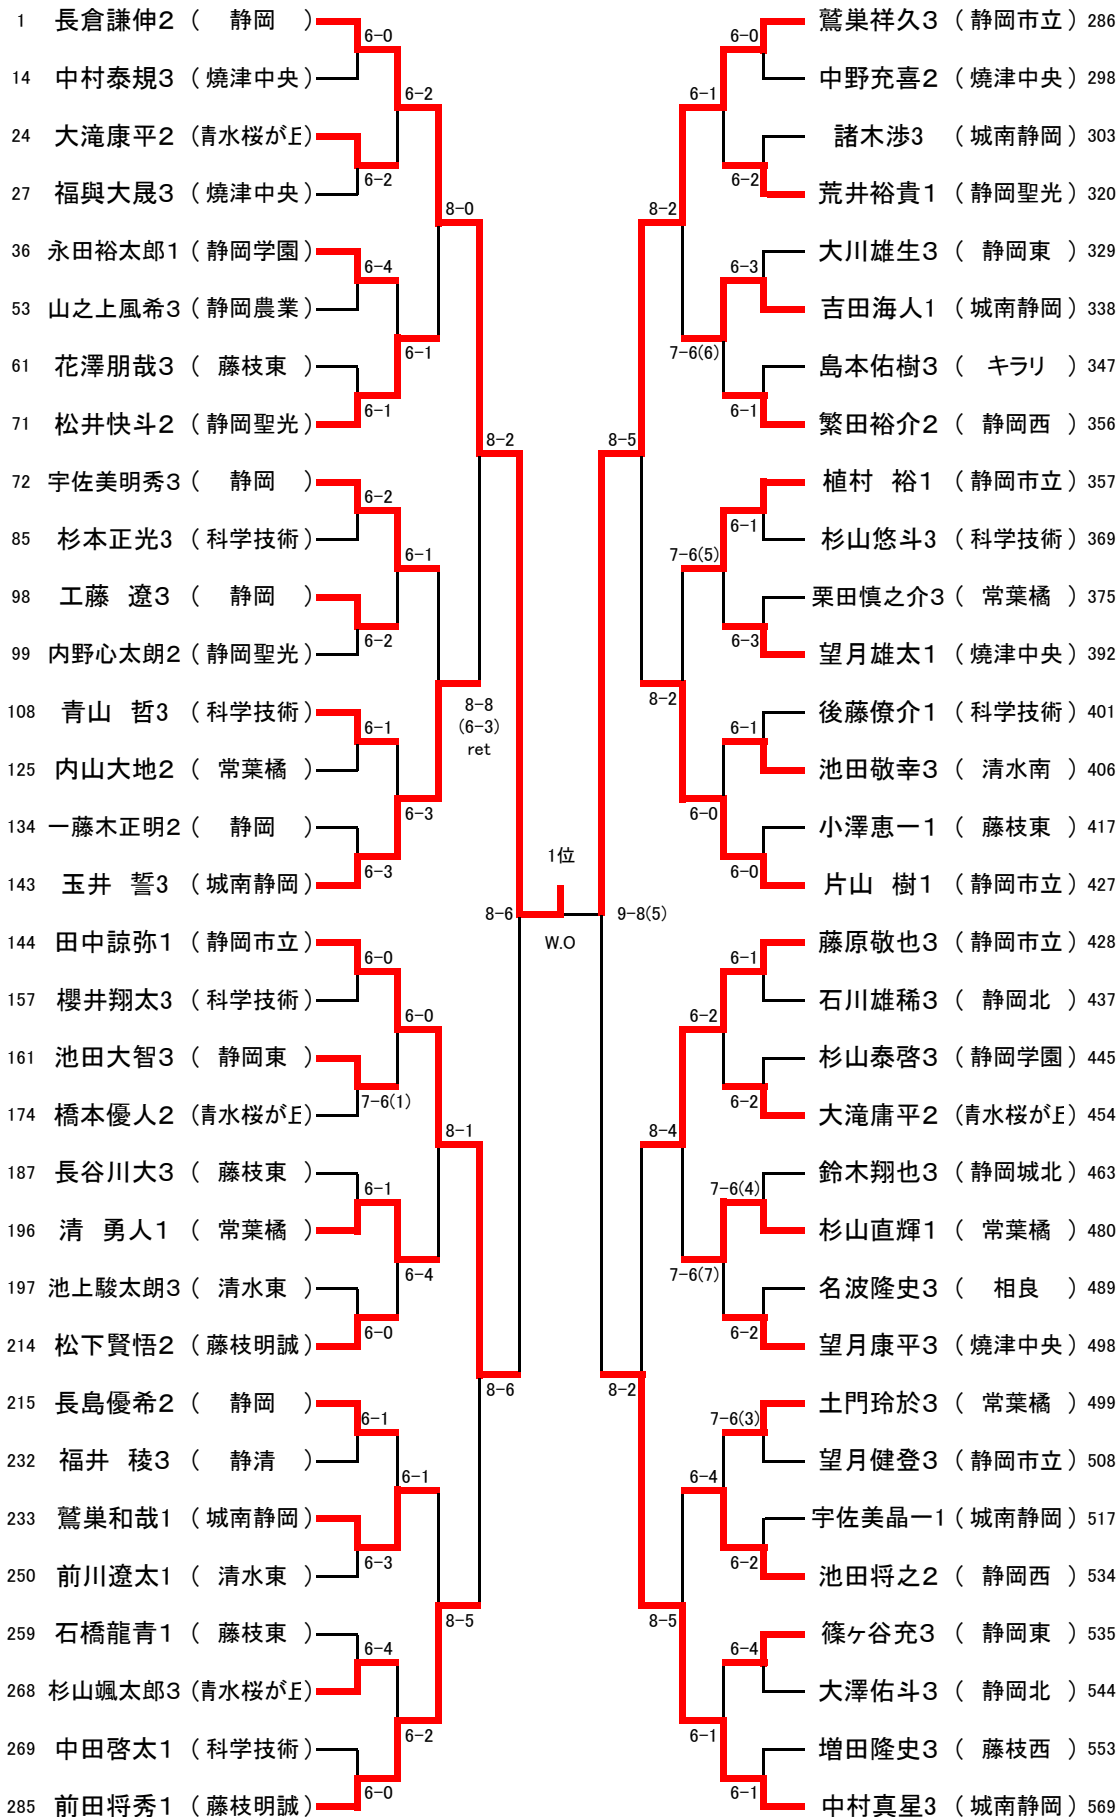 1 長倉謙伸2 ( 静岡 )
6-0
14 中村泰規3 ( 焼津中央 )
6-2
24 大滝康平2 (清水桜が丘)
6-2
27 福與大晟3 ( 焼津中央 )
8-0
36 永田裕太郎1 ( 静岡学園 )
6-4
53 山之上風希3 ( 静岡農業 )
6-1
61 花澤朋哉3 ( 藤枝東 )
6-1
71 松井快斗2 ( 静岡聖光 )
8-2
72 宇佐美明秀3 ( 静岡 )
6-2
85 杉本正光3 ( 科学技術 )
6-1
98 工藤 遼3 ( 静岡 )
6-2
99 内野心太朗2 ( 静岡聖光 )
8-8
(6-3)
ret
108 青山 哲3 ( 科学技術 )
6-1
125 内山大地2 ( 常葉橘 )
6-3
134 一藤木正明2 ( 静岡 )
6-3
143 玉井 誓3 ( 城南静岡 )
8-6
144 田中諒弥1 ( 静岡市立 )
6-0
157 櫻井翔太3 ( 科学技術 )
6-0
161 池田大智3 ( 静岡東 )
7-6(1)
174 橋本優人2 (清水桜が丘)
8-1
187 長谷川大3 ( 藤枝東 )
6-1
196 清 勇人1 ( 常葉橘 )
6-4
197 池上駿太朗3 ( 清水東 )
6-0
214 松下賢悟2 ( 藤枝明誠 )
8-6
215 長島優希2 ( 静岡 )
6-1
232 福井 稜3 ( 静清 )
6-1
233 鷲巣和哉1 ( 城南静岡 )
6-3
250 前川遼太1 ( 清水東 )
8-5
259 石橋龍青1 ( 藤枝東 )
6-4
268 杉山颯太郎3 (清水桜が丘)
6-2
269 中田啓太1 ( 科学技術 )
6-0
285 前田将秀1 ( 藤枝明誠 )
1位
W.O
鷲巣祥久3 ( 静岡市立 ) 286
6-0
中野充喜2 ( 焼津中央 ) 298
6-1
諸木渉3 ( 城南静岡 ) 303
6-2
荒井裕貴1 ( 静岡聖光 ) 320
8-2
大川雄生3 ( 静岡東 ) 329
6-3
吉田海人1 ( 城南静岡 ) 338
7-6(6)
島本佑樹3 ( キラリ ) 347
6-1
繁田裕介2 ( 静岡西 ) 356
8-5
植村 裕1 ( 静岡市立 ) 357
6-1
杉山悠斗3 ( 科学技術 ) 369
7-6(5)
栗田慎之介3 ( 常葉橘 ) 375
6-3
望月雄太1 ( 焼津中央 ) 392
8-2
後藤僚介1 ( 科学技術 ) 401
6-1
池田敬幸3 ( 清水南 ) 406
6-0
小澤恵一1 ( 藤枝東 ) 417
6-0
片山 樹1 ( 静岡市立 ) 427
9-8(5)
藤原敬也3 ( 静岡市立 ) 428
6-1
石川雄稀3 ( 静岡北 ) 437
6-2
杉山泰啓3 ( 静岡学園 ) 445
6-2
大滝庸平2 (清水桜が丘) 454
8-4
鈴木翔也3 ( 静岡城北 ) 463
7-6(4)
杉山直輝1 ( 常葉橘 ) 480
7-6(7)
名波隆史3 ( 相良 ) 489
6-2
望月康平3 ( 焼津中央 ) 498
8-2
土門玲於3 ( 常葉橘 ) 499
7-6(3)
望月健登3 ( 静岡市立 ) 508
6-4
宇佐美晶一1 ( 城南静岡 ) 517
6-2
池田将之2 ( 静岡西 ) 534
8-5
篠ヶ谷充3 ( 静岡東 ) 535
6-4
大澤佑斗3 ( 静岡北 ) 544
6-1
増田隆史3 ( 藤枝西 ) 553
6-1
中村真星3 ( 城南静岡 ) 569